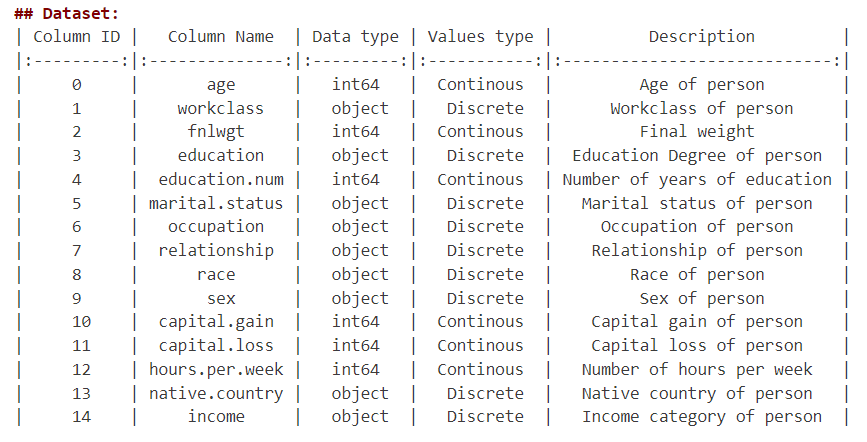 ## Dataset:
| Column ID | Column Name | Data type | Values type | Description |
|:---------:|:--------------:|:---------:|:-----------:|:----------------------------:|
| 0 | age | int64 | Continous | Age of person |
| 1 | workclass | object | Discrete | Workclass of person |
| 2 | fnlwgt | int64 | Continous | Final weight |
| 3 | education | object | Discrete | Education Degree of person |
| 4 | education.num | int64 | Continous | Number of years of education |
| 5 | marital.status | object | Discrete | Marital status of person |
| 6 | occupation | object | Discrete | Occupation of person |
| 7 | relationship | object | Discrete | Relationship of person |
| 8 | race | object | Discrete | Race of person |
| 9 | sex | object | Discrete | Sex of person |
| 10 | capital.gain | int64 | Continous | Capital gain of person |
| 11 | capital.loss | int64 | Continous | Capital loss of person |
| 12 | hours.per.week | int64 | Continous | Number of hours per week |
| 13 | native.country | object | Discrete | Native country of person |
| 14 | income | object | Discrete | Income category of person |